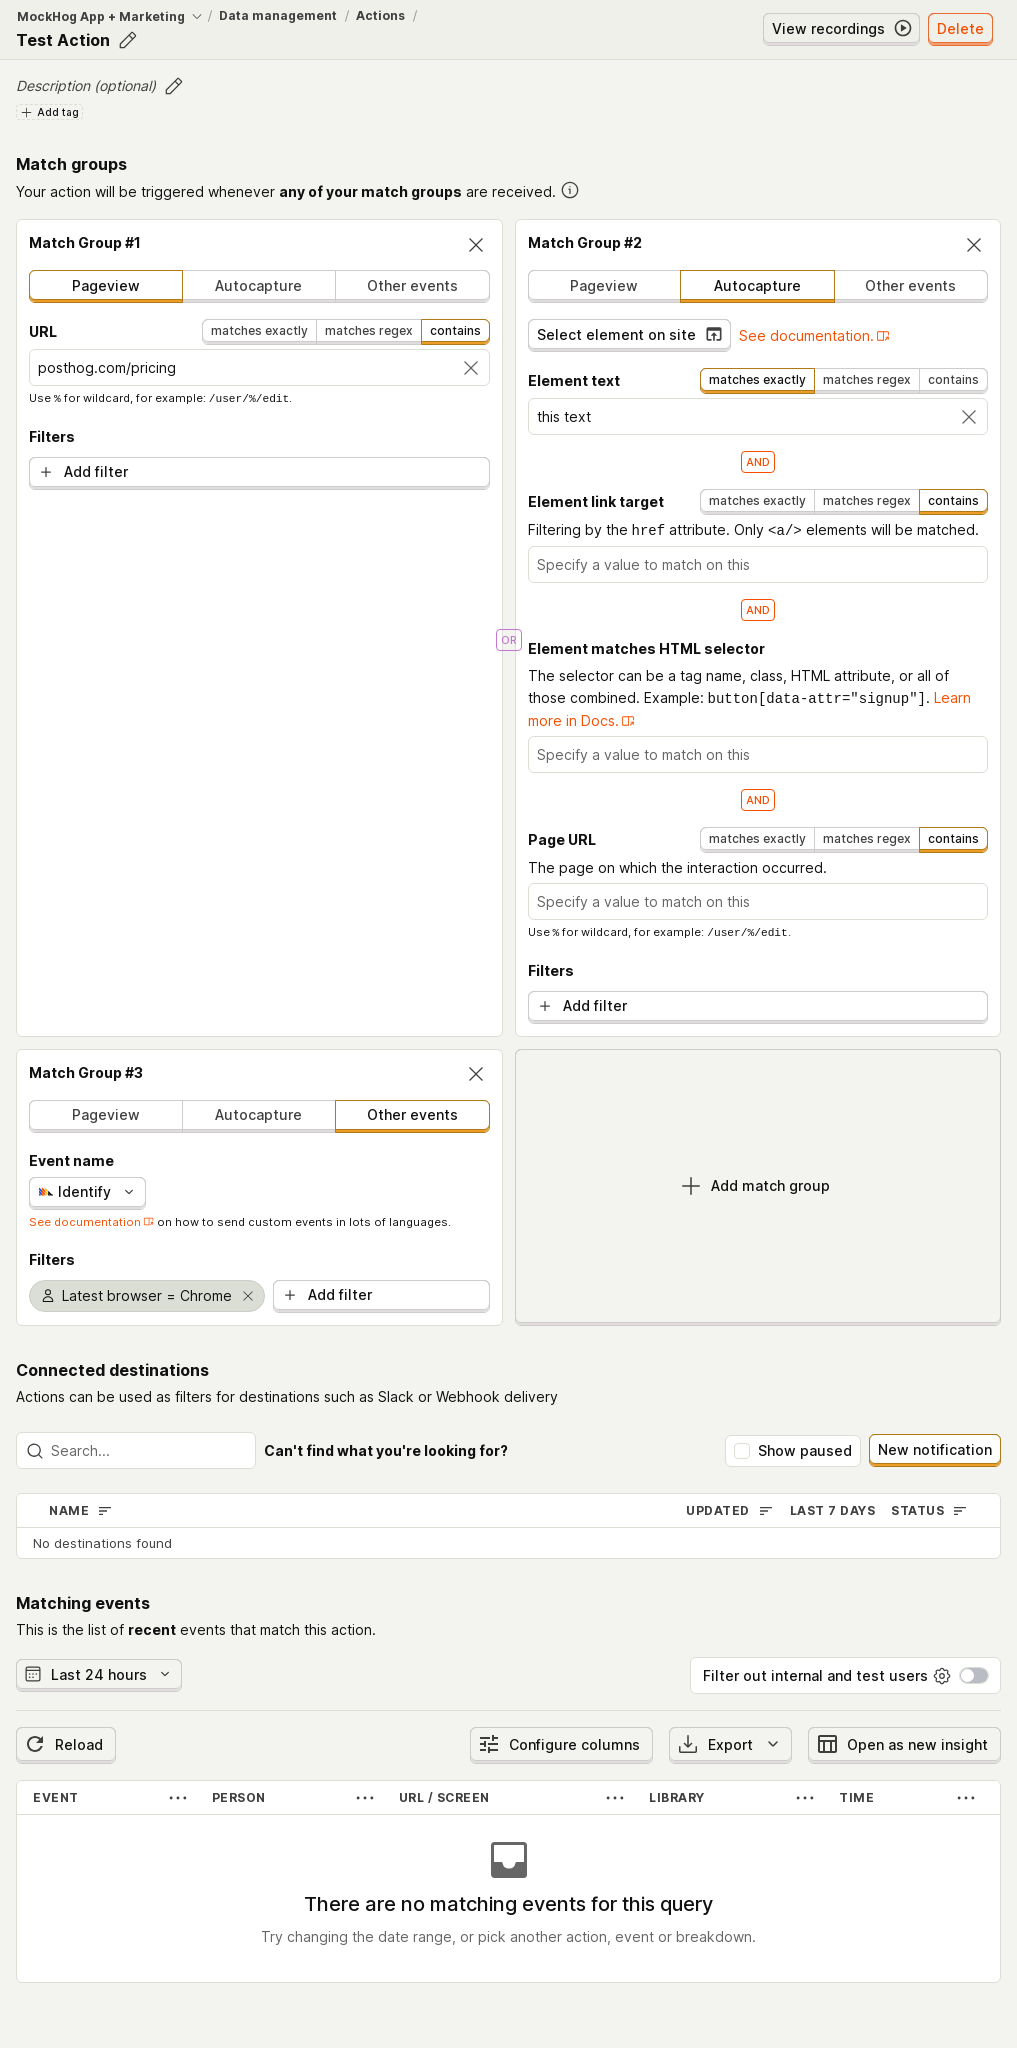 MockHog App + Marketing / Data management / Actions /
Test Action
View recordings
Delete
Description (optional)
Add tag
Match groups
Your action will be triggered whenever any of your match groups are received.
Match Group #1
Pageview Autocapture Other events
URL matches exactly matches regex contains
posthog.com/pricing
Use % for wildcard, for example: /user/%/edit.
Filters
Add filter
OR
Match Group #2
Pageview Autocapture Other events
Select element on site See documentation.
Element text matches exactly matches regex contains
this text
AND
Element link target matches exactly matches regex contains
Filtering by the href attribute. Only <a/> elements will be matched.
Specify a value to match on this
AND
Element matches HTML selector
The selector can be a tag name, class, HTML attribute, or all of
those combined. Example: button[data-attr="signup"]. Learn
more in Docs.
Specify a value to match on this
AND
Page URL matches exactly matches regex contains
The page on which the interaction occurred.
Specify a value to match on this
Use % for wildcard, for example: /user/%/edit.
Filters
Add filter
Match Group #3
Pageview Autocapture Other events
Event name
Identify
See documentation on how to send custom events in lots of languages.
Filters
Latest browser = Chrome Add filter
Add match group
Connected destinations
Actions can be used as filters for destinations such as Slack or Webhook delivery
Search... Can't find what you're looking for? Show paused New notification
NAME UPDATED LAST 7 DAYS STATUS
No destinations found
Matching events
This is the list of recent events that match this action.
Last 24 hours Filter out internal and test users
Reload Configure columns Export Open as new insight
EVENT PERSON URL / SCREEN LIBRARY TIME
There are no matching events for this query
Try changing the date range, or pick another action, event or breakdown.